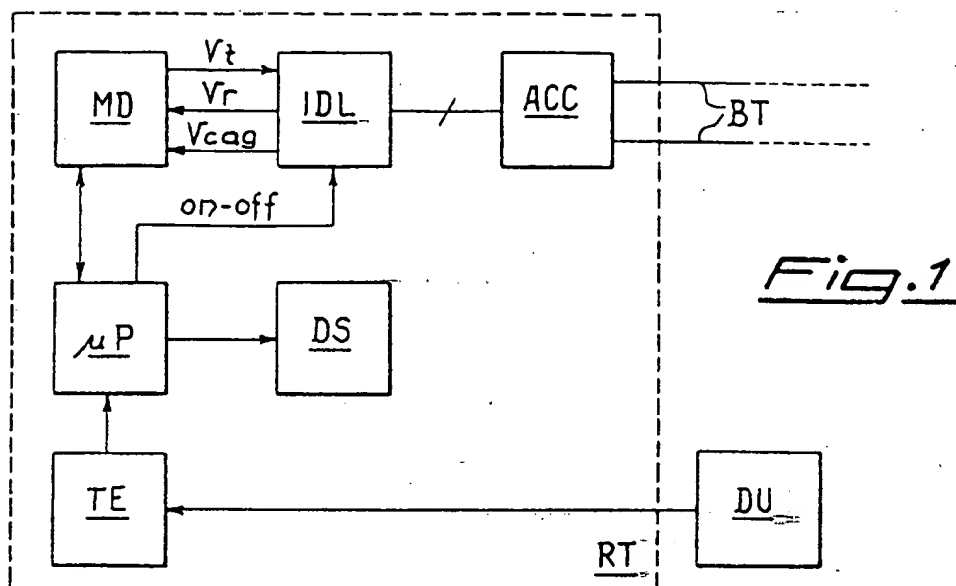 MD
Vt
Vr
Vcag
IDL
ACC
BT
on-off
Fig.1
μP
DS
TE
DU
RT